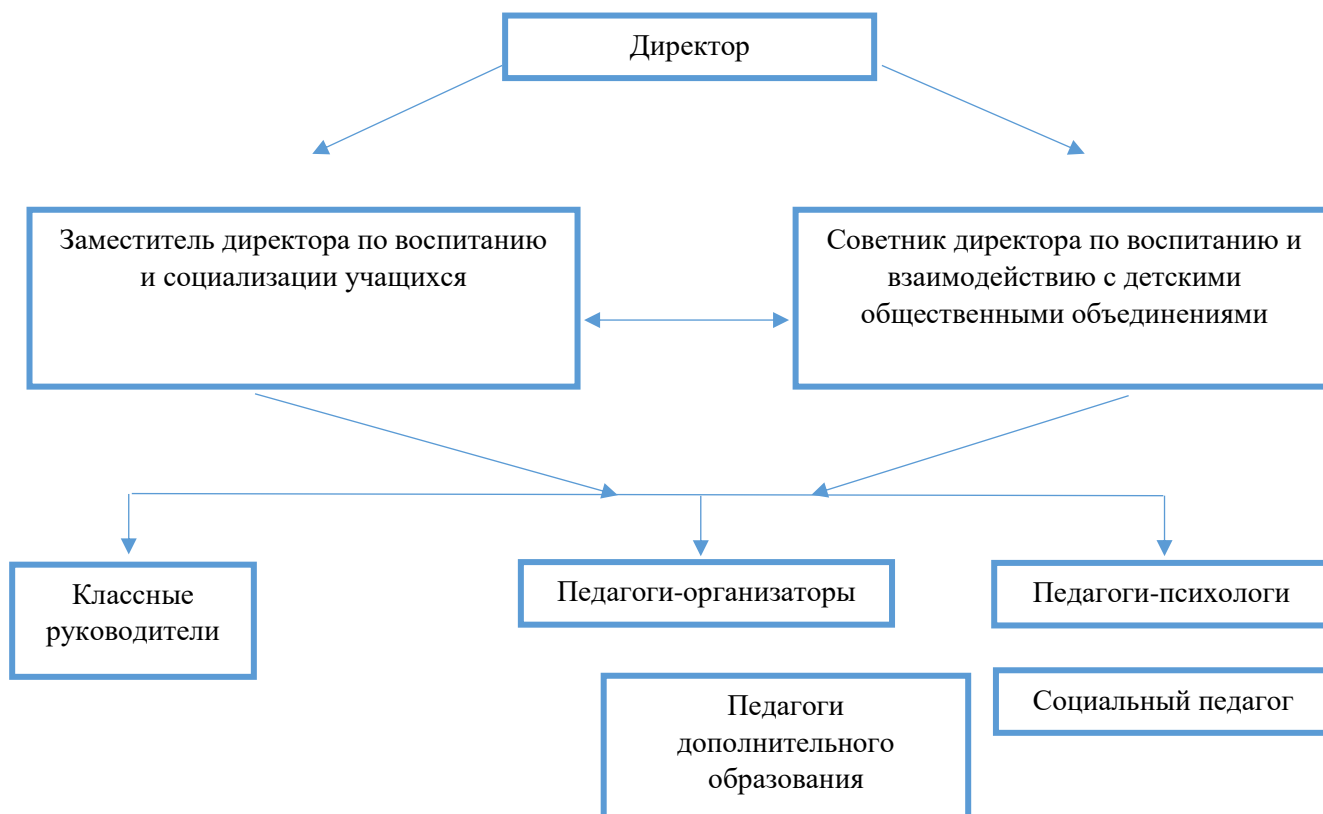 Директор
Заместитель директора по воспитанию
и социализации учащихся
Советник директора по воспитанию и
взаимодействию с детскими
общественными объединениями
Классные
руководители
Педагоги-организаторы
Педагоги-психологи
Педагоги
дополнительного
образования
Социальный педагог